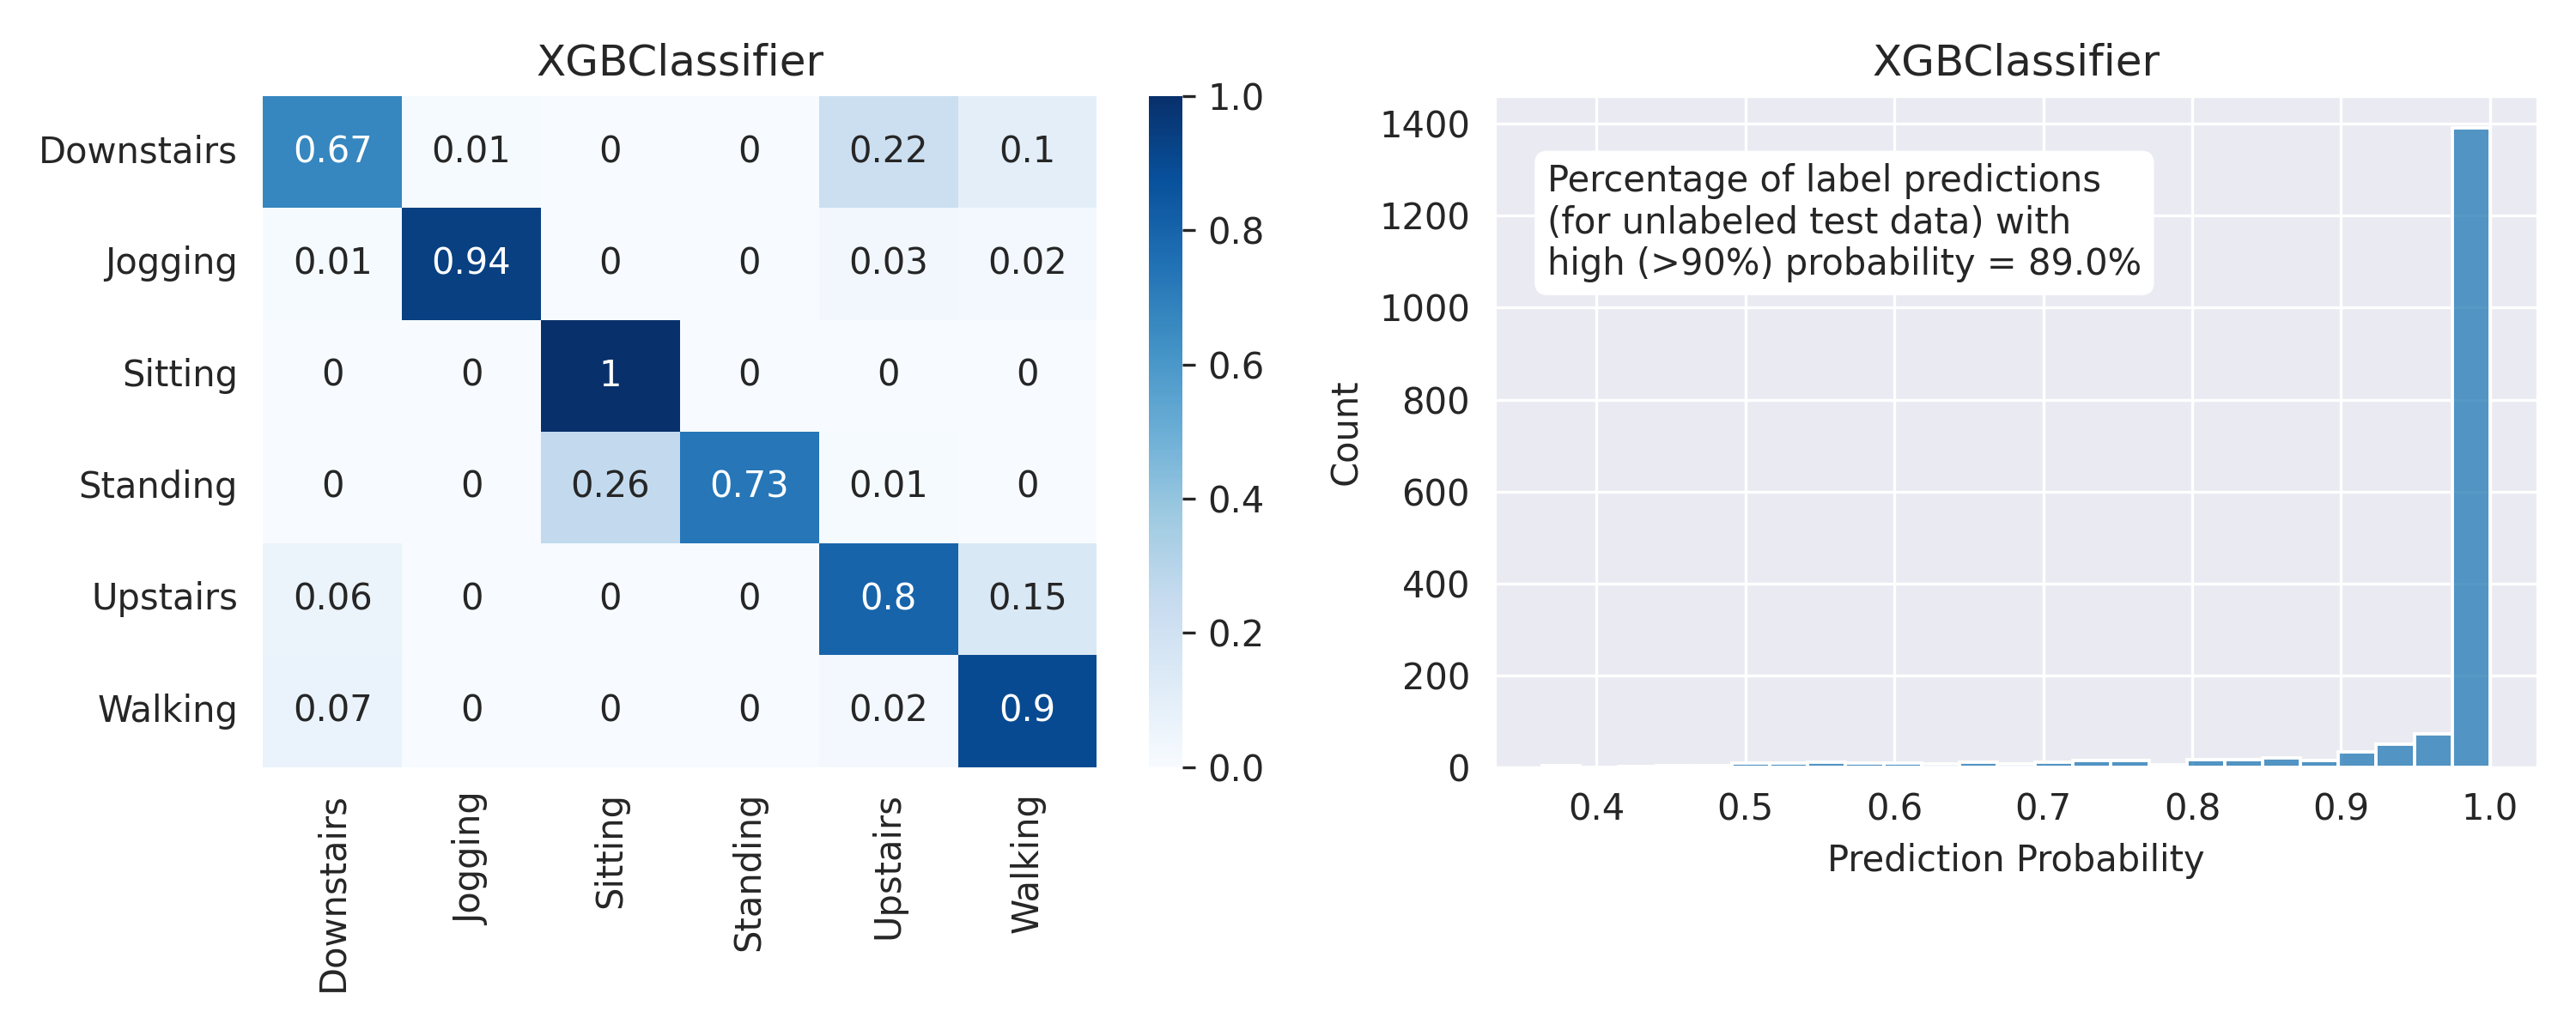 XGBClassifier
Downstairs 0.67 0.01 0 0 0.22 0.1
Jogging 0.01 0.94 0 0 0.03 0.02
Sitting 0 0 1 0 0 0
Standing 0 0 0.26 0.73 0.01 0
Upstairs 0.06 0 0 0 0.8 0.15
Walking 0.07 0 0 0 0.02 0.9
Downstairs Jogging Sitting Standing Upstairs Walking
1.0
0.8
0.6
0.4
0.2
0.0
XGBClassifier
Percentage of label predictions
(for unlabeled test data) with
high (>90%) probability = 89.0%
Count
1400
1200
1000
800
600
400
200
0
0.4 0.5 0.6 0.7 0.8 0.9 1.0
Prediction Probability